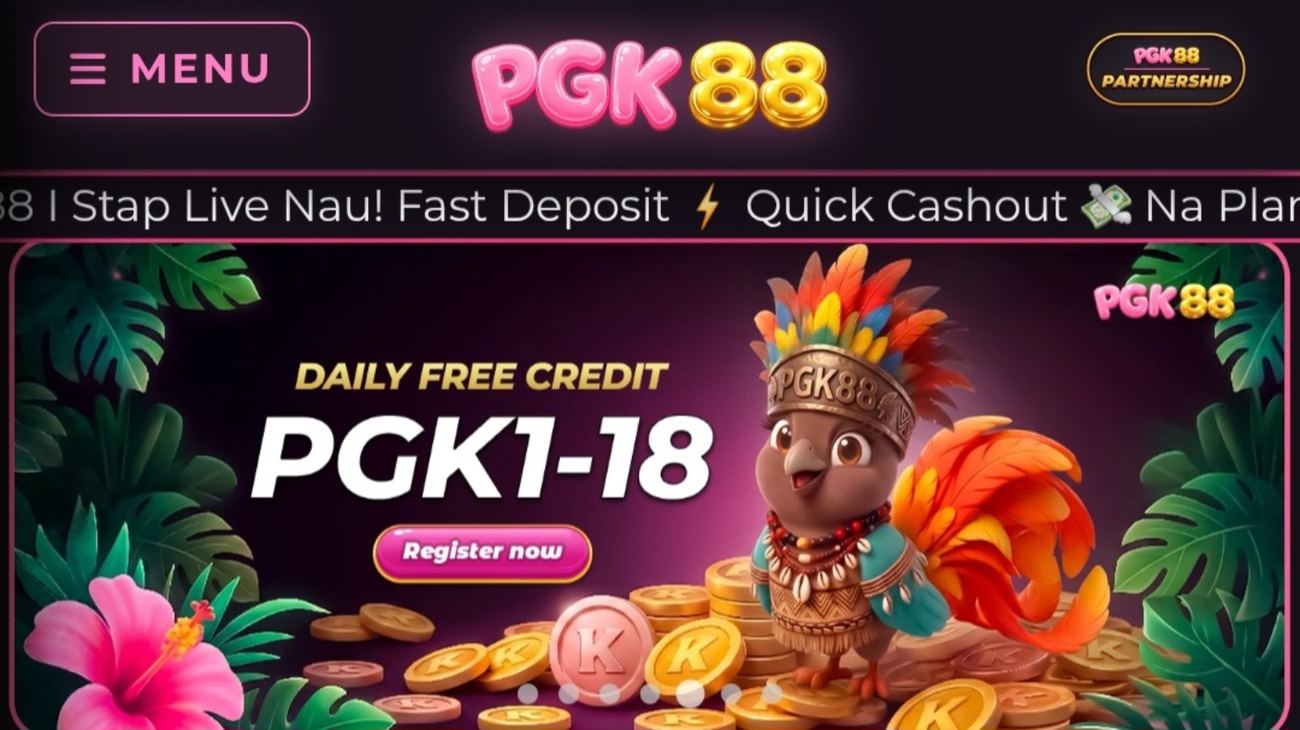 MENU
PGK88
PGK88
PARTNERSHIP
88 I Stap Live Nau! Fast Deposit ⚡ Quick Cashout 💸 Na
PGK88
DAILY FREE CREDIT
PGK88
PGK1-18
Register now
K
K
K
K
K
K